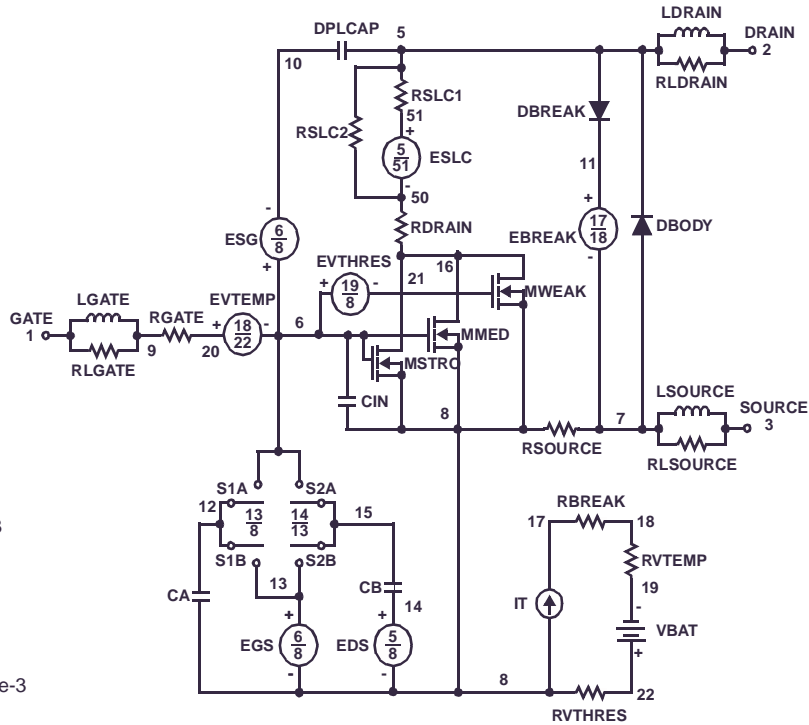 LDRAIN
DPLCAP 5 DRAIN
2
10
RLDRAIN
RSLC1
DBREAK
51
RSLC2 +
5
51
ESLC
11
-
50
-
+
17
18
6
8
ESG
RDRAIN
EBREAK
DBODY
+
EVTHRES
16
-
+ 19
8
-
21
MWEAK
LGATE
EVTEMP
GATE
1
RGATE
+ 18
22
-
6
MMED
9
20
RLGATE
MSTRO
CIN
LSOURCE
8
7
SOURCE
3
RSOURCE
RLSOURCE
S1A S2A
12
13
8
14
13
15
RBREAK
17 18
S1B S2B
RVTEMP
13
CB
CA
19
14
IT
-
+ +
VBAT
EGS 6
8
EDS 5
8
+
- -
8
22
RVTHRES
e-3